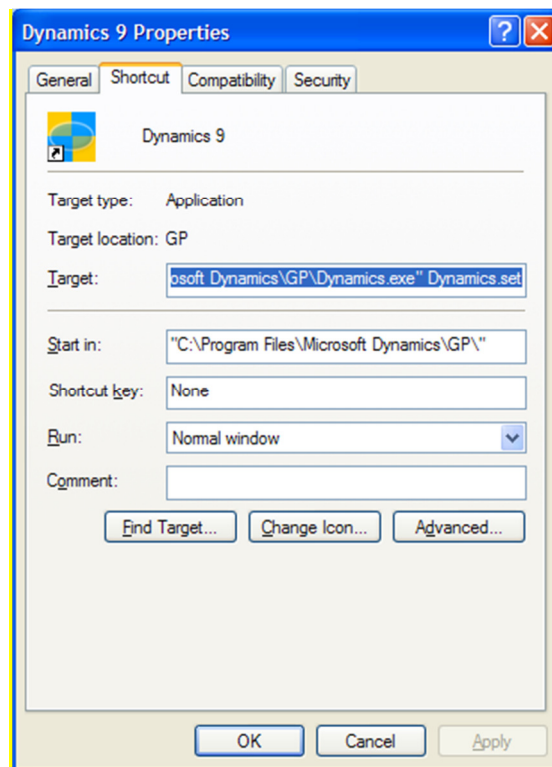 Dynamics 9 Properties
General Shortcut Compatibility Security
Dynamics 9
Target type: Application
Target location: GP
Target: osoft Dynamics\GP\Dynamics.exe" Dynamics.set
Start in: "C:\Program Files\Microsoft Dynamics\GP\"
Shortcut key: None
Run: Normal window
Comment:
Find Target... Change Icon... Advanced...
OK Cancel Apply